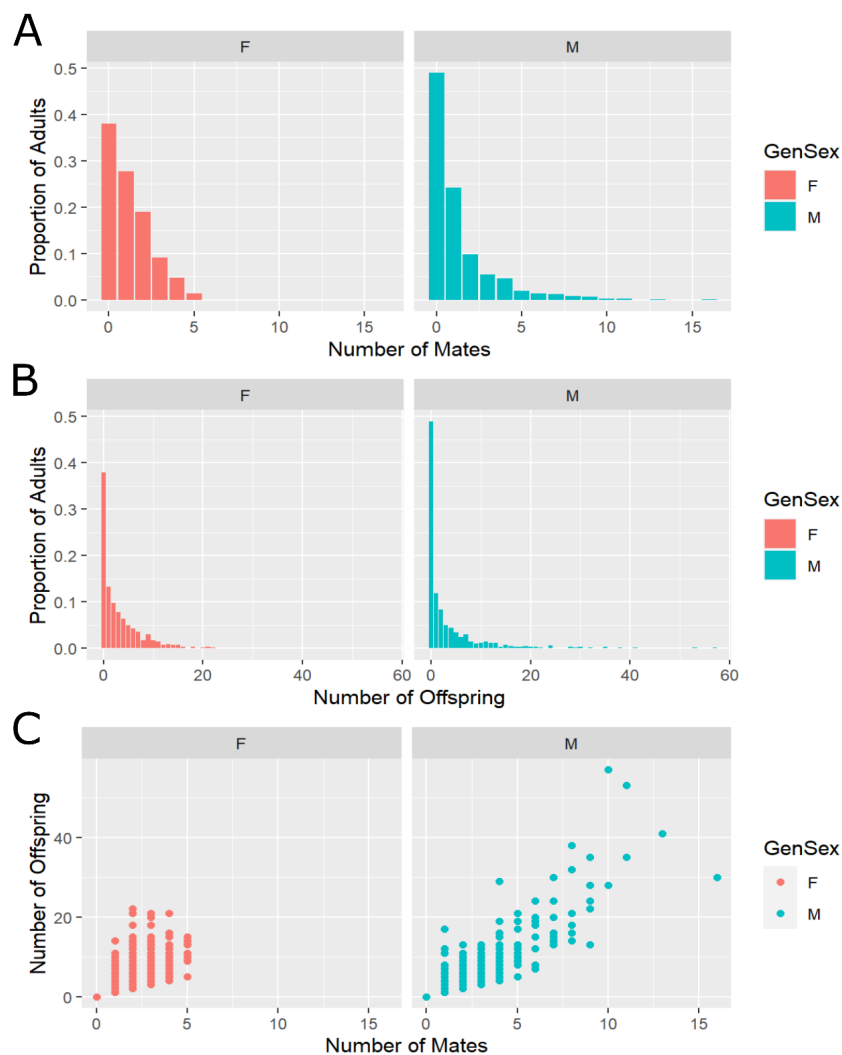 A
F M
0.5
0.4
0.3
0.2
0.1
0.0
Proportion of Adults
0 5 10 15 0 5 10 15
Number of Mates
GenSex
F
M
B
F M
0.5
0.4
0.3
0.2
0.1
0.0
Proportion of Adults
0 20 40 60 0 20 40 60
Number of Offspring
GenSex
F
M
C
F M
40
20
0
Number of Offspring
0 5 10 15 0 5 10 15
Number of Mates
GenSex
F
M